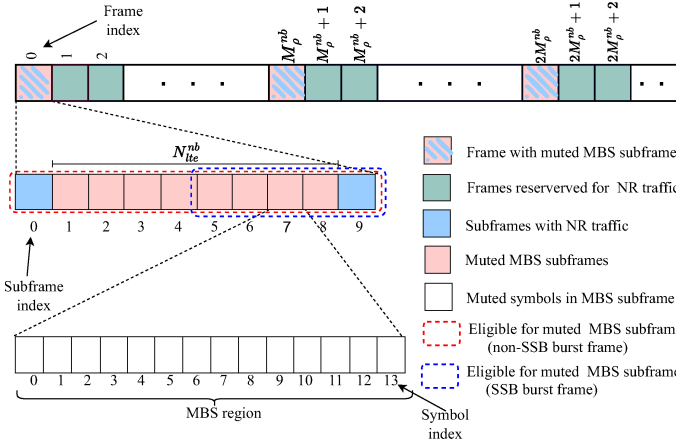 Frame
index
0
1
2
M_ρ^{nb}
M_ρ^{nb} + 1
M_ρ^{nb} + 2
2M_ρ^{nb}
2M_ρ^{nb} + 1
2M_ρ^{nb} + 2
. . .
. . .
. . .
N_{lte}^{nb}
0 1 2 3 4 5 6 7 8 9
Subframe
index
0 1 2 3 4 5 6 7 8 9 10 11 12 13
MBS region
Symbol
index
Frame with muted MBS subframe
Frames reserverved for NR traffic
Subframes with NR traffic
Muted MBS subframes
Muted symbols in MBS subframe
Eligible for muted MBS subfram
(non-SSB burst frame)
Eligible for muted MBS subframe
(SSB burst frame)